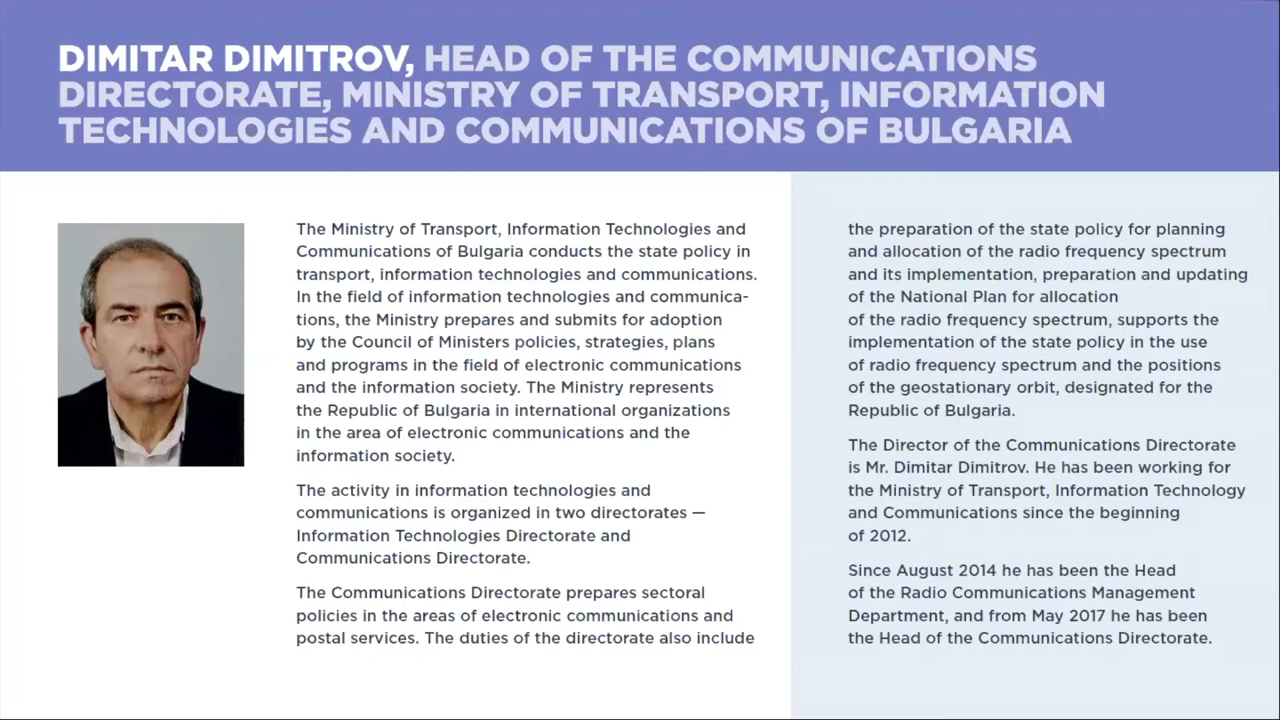 DIMITAR DIMITROV, HEAD OF THE COMMUNICATIONS
DIRECTORATE, MINISTRY OF TRANSPORT, INFORMATION
TECHNOLOGIES AND COMMUNICATIONS OF BULGARIA
The Ministry of Transport, Information Technologies and
Communications of Bulgaria conducts the state policy in
transport, information technologies and communications.
In the field of information technologies and communica-
tions, the Ministry prepares and submits for adoption
by the Council of Ministers policies, strategies, plans
and programs in the field of electronic communications
and the information society. The Ministry represents
the Republic of Bulgaria in international organizations
in the area of electronic communications and the
information society.
The activity in information technologies and
communications is organized in two directorates —
Information Technologies Directorate and
Communications Directorate.
The Communications Directorate prepares sectoral
policies in the areas of electronic communications and
postal services. The duties of the directorate also include
the preparation of the state policy for planning
and allocation of the radio frequency spectrum
and its implementation, preparation and updating
of the National Plan for allocation
of the radio frequency spectrum, supports the
implementation of the state policy in the use
of radio frequency spectrum and the positions
of the geostationary orbit, designated for the
Republic of Bulgaria.
The Director of the Communications Directorate
is Mr. Dimitar Dimitrov. He has been working for
the Ministry of Transport, Information Technology
and Communications since the beginning
of 2012.
Since August 2014 he has been the Head
of the Radio Communications Management
Department, and from May 2017 he has been
the Head of the Communications Directorate.